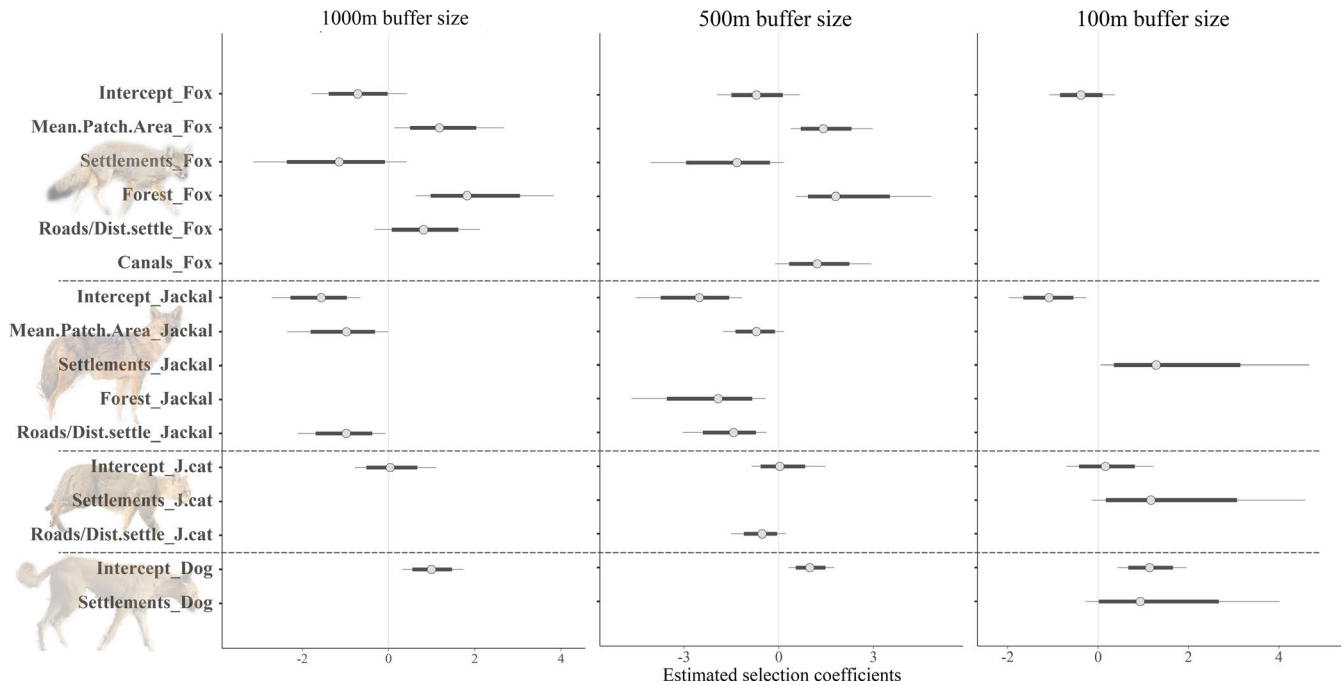 1000m buffer size 500m buffer size 100m buffer size
Intercept_Fox
Mean.Patch.Area_Fox
Settlements_Fox
Forest_Fox
Roads/Dist.settle_Fox
Canals_Fox
Intercept_Jackal
Mean.Patch.Area_Jackal
Settlements_Jackal
Forest_Jackal
Roads/Dist.settle_Jackal
Intercept_J.cat
Settlements_J.cat
Roads/Dist.settle_J.cat
Intercept_Dog
Settlements_Dog
-2 0 2 4 -3 0 3 -2 0 2 4
Estimated selection coefficients